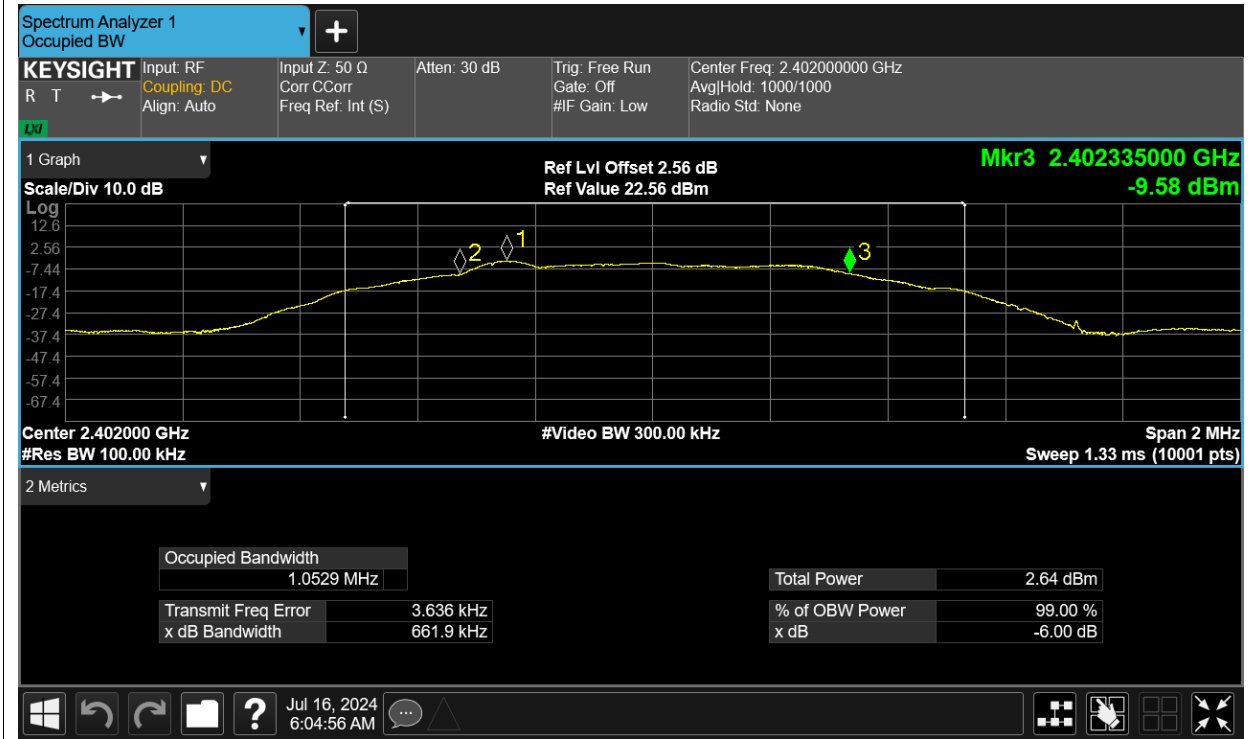 Spectrum Analyzer 1
Occupied BW
KEYSIGHT
R T
LXI
Input: RF
Coupling: DC
Align: Auto
Input Z: 50 Ω
Corr CCorr
Freq Ref: Int (S)
Atten: 30 dB
Trig: Free Run
Gate: Off
#IF Gain: Low
Center Freq: 2.402000000 GHz
Avg|Hold: 1000/1000
Radio Std: None
1 Graph
Scale/Div 10.0 dB
Ref Lvl Offset 2.56 dB
Ref Value 22.56 dBm
Mkr3 2.402335000 GHz
-9.58 dBm
Log
12.6
2.56
-7.44
-17.4
-27.4
-37.4
-47.4
-57.4
-67.4
2
1
3
Center 2.402000 GHz
#Video BW 300.00 kHz
Span 2 MHz
#Res BW 100.00 kHz
Sweep 1.33 ms (10001 pts)
2 Metrics
Occupied Bandwidth
1.0529 MHz
Transmit Freq Error 3.636 kHz
x dB Bandwidth 661.9 kHz
Total Power 2.64 dBm
% of OBW Power 99.00 %
x dB -6.00 dB
?
Jul 16, 2024
6:04:56 AM